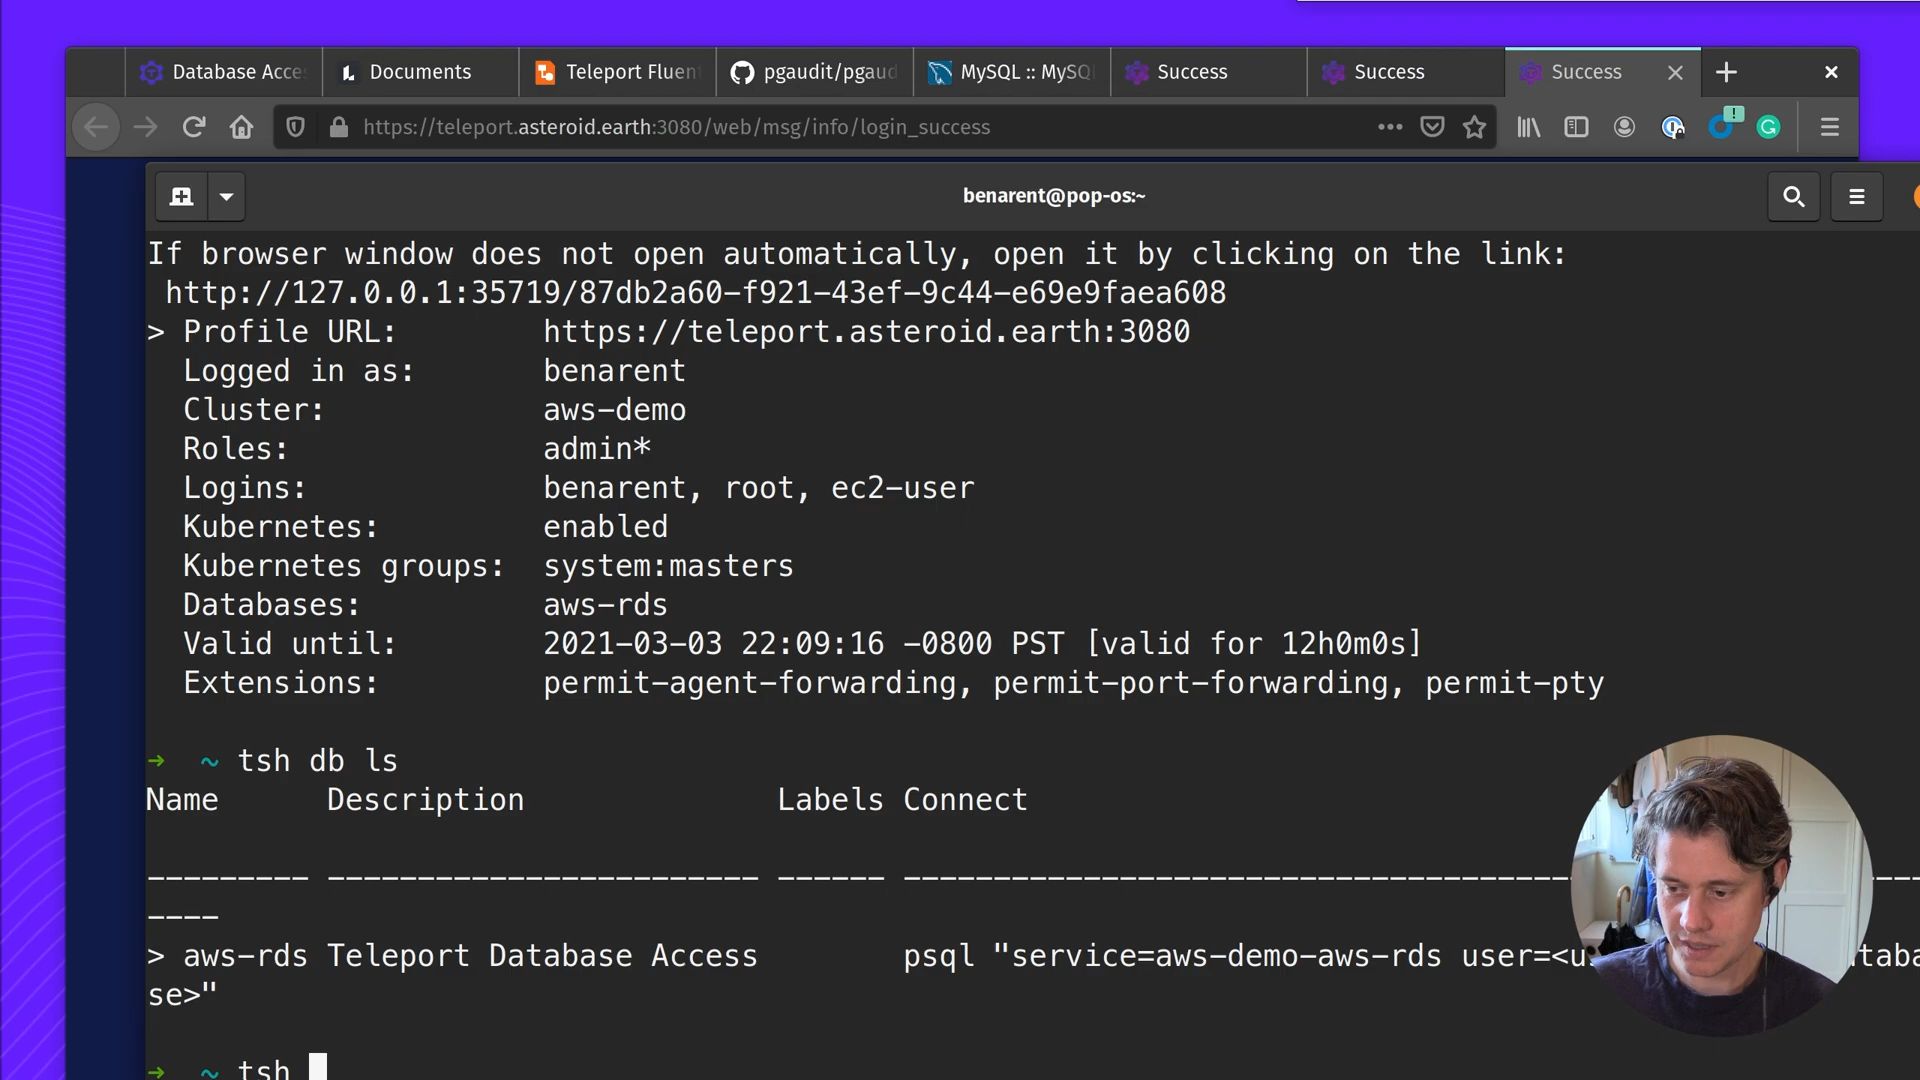 Database Acce
Documents
Teleport Fluen
pgaudit/pgaud
MySQL :: MySQ
Success
Success
Success
https://teleport.asteroid.earth:3080/web/msg/info/login_success
benarent@pop-os:~
If browser window does not open automatically, open it by clicking on the link:
http://127.0.0.1:35719/87db2a60-f921-43ef-9c44-e69e9faea608
> Profile URL: https://teleport.asteroid.earth:3080
Logged in as: benarent
Cluster: aws-demo
Roles: admin*
Logins: benarent, root, ec2-user
Kubernetes: enabled
Kubernetes groups: system:masters
Databases: aws-rds
Valid until: 2021-03-03 22:09:16 -0800 PST [valid for 12h0m0s]
Extensions: permit-agent-forwarding, permit-port-forwarding, permit-pty
→ ~ tsh db ls
Name Description Labels Connect
--------- ------------------------ ------ -------------------------------------
----
> aws-rds Teleport Database Access psql "service=aws-demo-aws-rds user=<u taba
se>"
→ ~ tsh